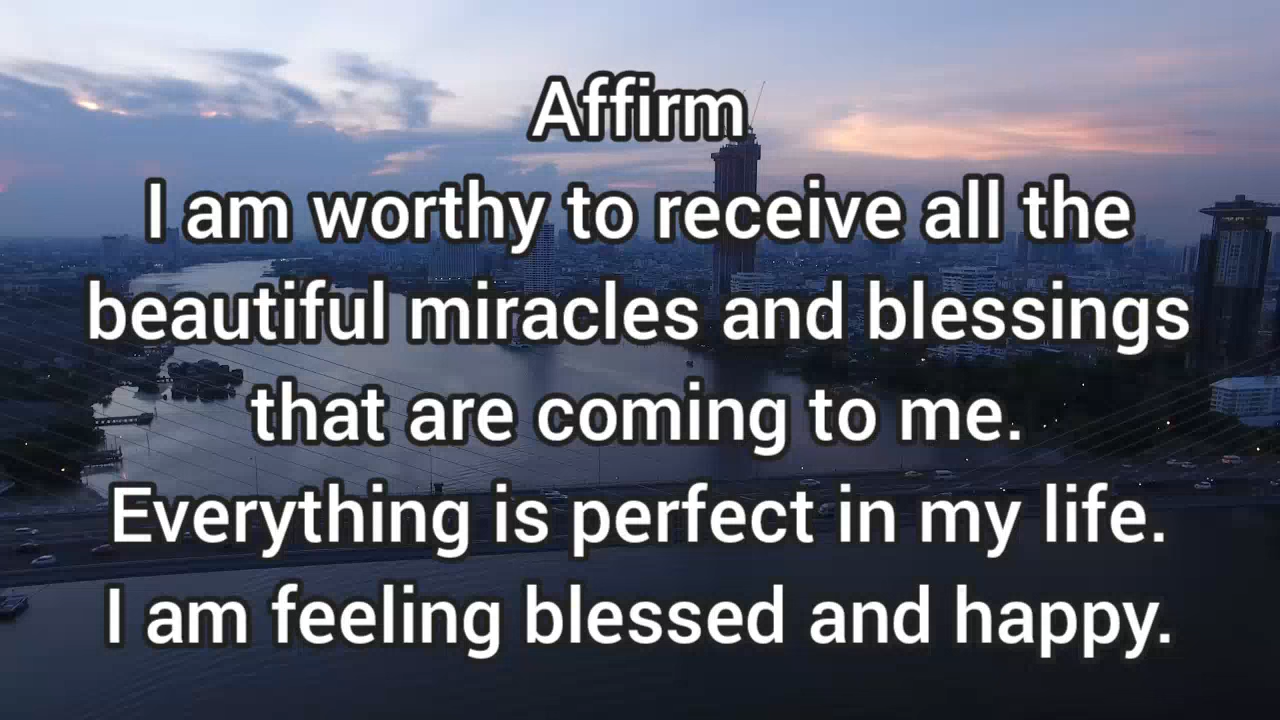 Affirm
I am worthy to receive all the
beautiful miracles and blessings
that are coming to me.
Everything is perfect in my life.
I am feeling blessed and happy.